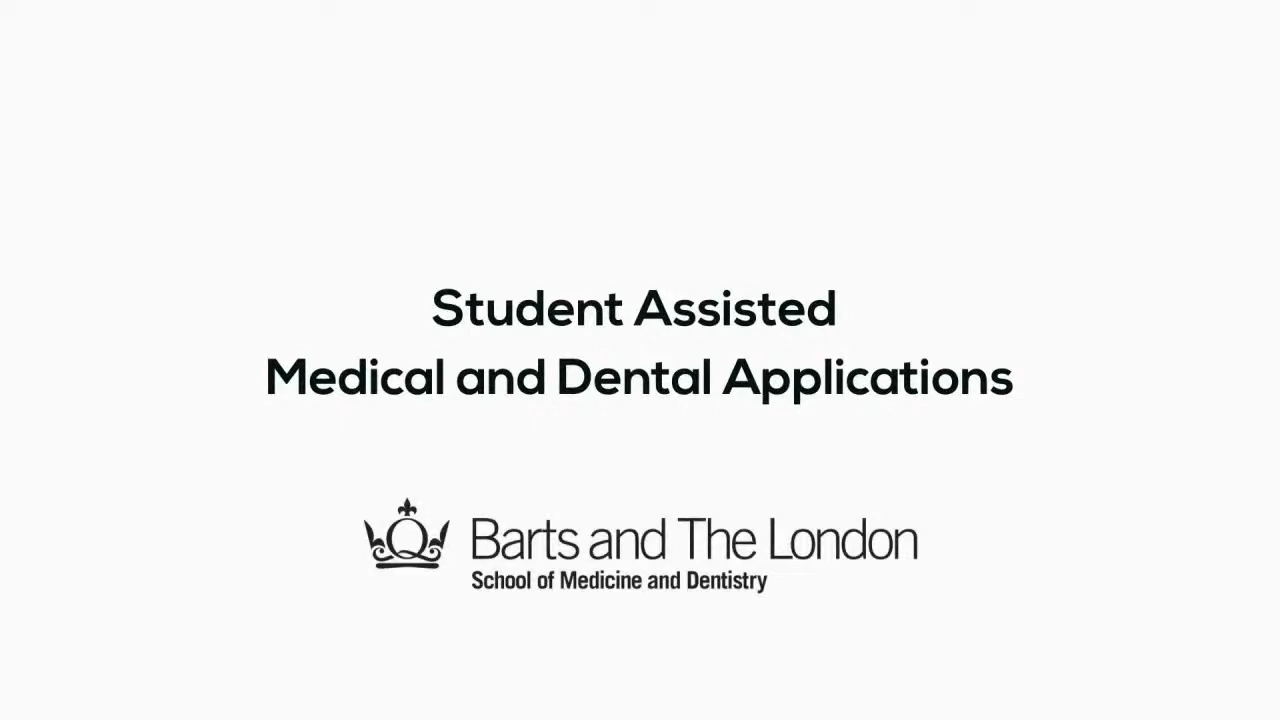 Student Assisted
Medical and Dental Applications
Barts and The London
School of Medicine and Dentistry